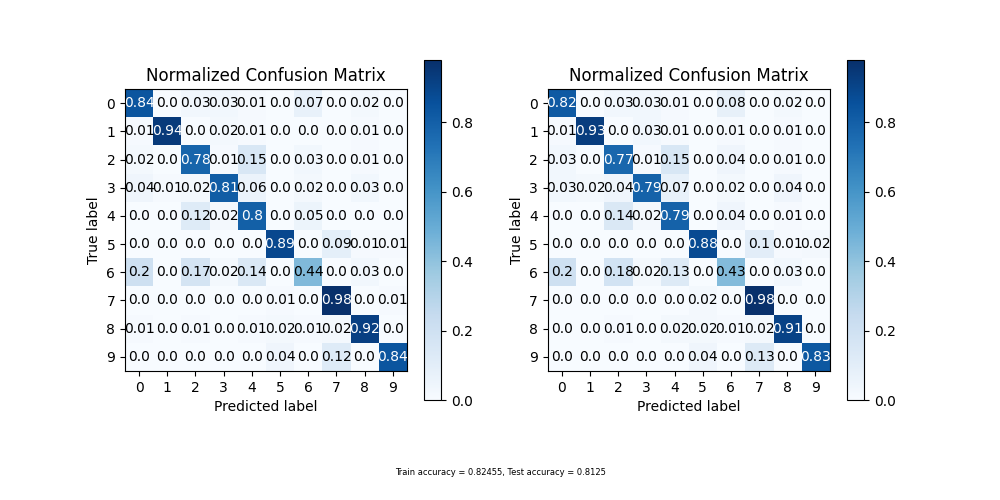 Normalized Confusion Matrix
0 0.84 0.0 0.03 0.03 0.01 0.0 0.07 0.0 0.02 0.0
1 0.01 0.94 0.0 0.02 0.01 0.0 0.0 0.0 0.01 0.0
2 0.02 0.0 0.78 0.01 0.15 0.0 0.03 0.0 0.01 0.0
3 0.04 0.01 0.02 0.81 0.06 0.0 0.02 0.0 0.03 0.0
4 0.0 0.0 0.12 0.02 0.8 0.0 0.05 0.0 0.0 0.0
5 0.0 0.0 0.0 0.0 0.0 0.89 0.0 0.09 0.01 0.01
6 0.2 0.0 0.17 0.02 0.14 0.0 0.44 0.0 0.03 0.0
7 0.0 0.0 0.0 0.0 0.0 0.01 0.0 0.98 0.0 0.01
8 0.01 0.0 0.01 0.0 0.01 0.02 0.01 0.02 0.92 0.0
9 0.0 0.0 0.0 0.0 0.0 0.04 0.0 0.12 0.0 0.84
0 1 2 3 4 5 6 7 8 9
True label
Predicted label
0.8
0.6
0.4
0.2
0.0
Normalized Confusion Matrix
0 0.82 0.0 0.03 0.03 0.01 0.0 0.08 0.0 0.02 0.0
1 0.01 0.93 0.0 0.03 0.01 0.0 0.01 0.0 0.01 0.0
2 0.03 0.0 0.77 0.01 0.15 0.0 0.04 0.0 0.01 0.0
3 0.03 0.02 0.04 0.79 0.07 0.0 0.02 0.0 0.04 0.0
4 0.0 0.0 0.14 0.02 0.79 0.0 0.04 0.0 0.01 0.0
5 0.0 0.0 0.0 0.0 0.0 0.88 0.0 0.1 0.01 0.02
6 0.2 0.0 0.18 0.02 0.13 0.0 0.43 0.0 0.03 0.0
7 0.0 0.0 0.0 0.0 0.0 0.02 0.0 0.98 0.0 0.0
8 0.0 0.0 0.01 0.0 0.02 0.02 0.01 0.02 0.91 0.0
9 0.0 0.0 0.0 0.0 0.0 0.04 0.0 0.13 0.0 0.83
0 1 2 3 4 5 6 7 8 9
True label
Predicted label
0.8
0.6
0.4
0.2
0.0
Train accuracy = 0.82455, Test accuracy = 0.8125